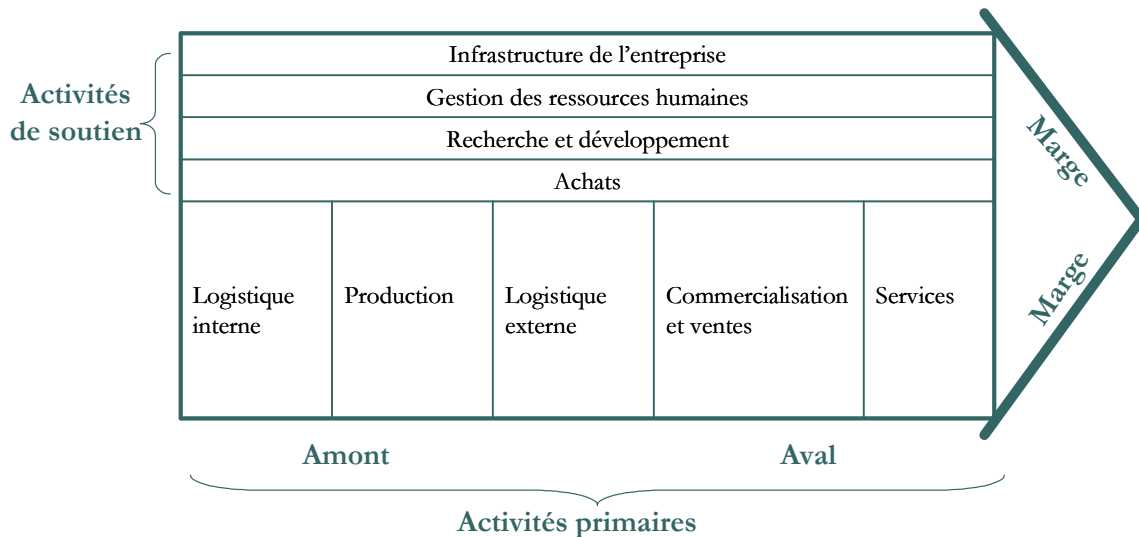 Infrastructure de l’entreprise
Activités
de soutien
Gestion des ressources humaines
Recherche et développement
Achats
Marge
Marge
Logistique
interne
Production
Logistique
externe
Commercialisation
et ventes
Services
Amont
Aval
Activités primaires